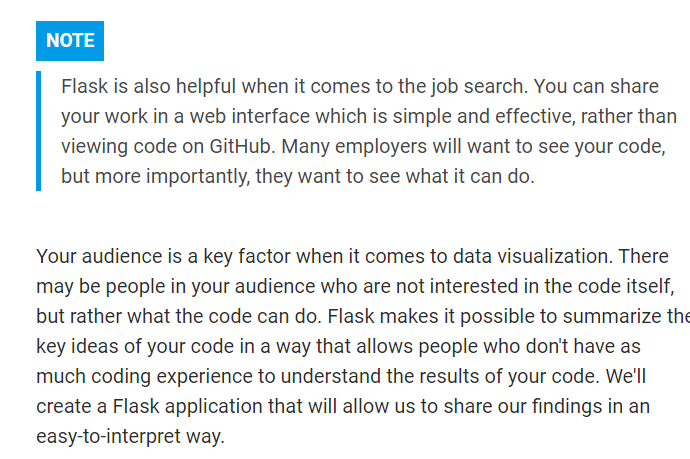 NOTE
Flask is also helpful when it comes to the job search. You can share
your work in a web interface which is simple and effective, rather than
viewing code on GitHub. Many employers will want to see your code,
but more importantly, they want to see what it can do.
Your audience is a key factor when it comes to data visualization. There
may be people in your audience who are not interested in the code itself,
but rather what the code can do. Flask makes it possible to summarize the
key ideas of your code in a way that allows people who don't have as
much coding experience to understand the results of your code. We'll
create a Flask application that will allow us to share our findings in an
easy-to-interpret way.